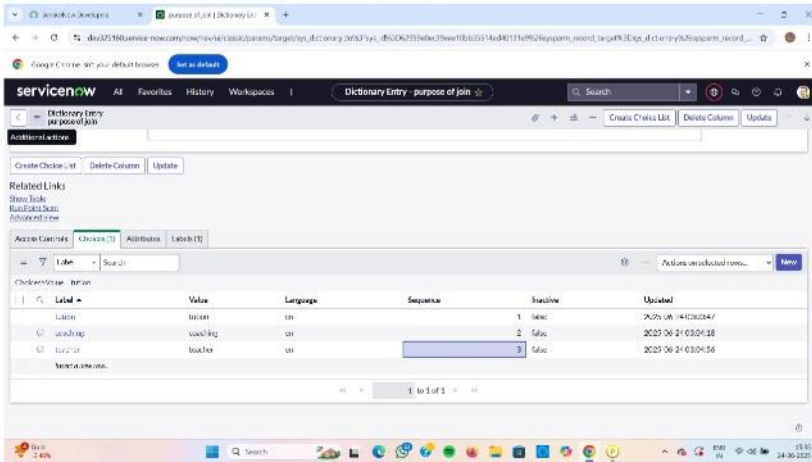 ServiceNow Developers
purpose of join | Dictionary En
Google Chrome isn't your default browser
Set as default
servicenow
All
Favorites
History
Workspaces
Dictionary Entry - purpose of join
Search
Dictionary Entry
purpose of join
Create Choice List
Delete Column
Update
Additional actions
Create Choice List
Delete Column
Update
Related Links
Show Table
Run Point Scan
Advanced view
Access Controls
Choices (1)
Attributes
Labels (1)
Search
Actions on selected rows...
New
Label
Value
Language
Sequence
Inactive
Updated
tution
tution
en
1
false
coaching
coaching
en
2
false
2025-06-24 03:04:18
teacher
teacher
en
3
false
2025-06-24 03:04:56
Insert a new row...
1 to 1 of 1
Search